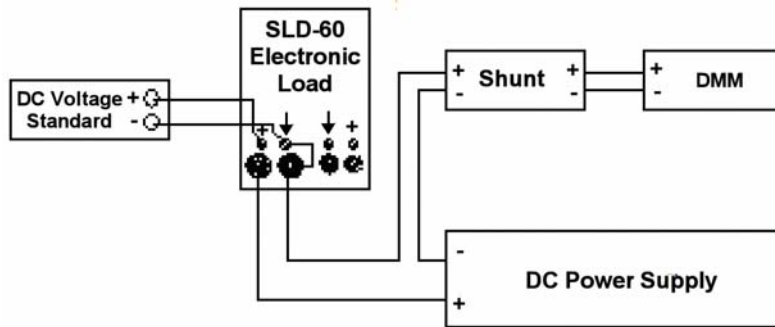 SLD-60
Electronic
Load
DC Voltage +
Standard -
+ +
+ Shunt +
- -
+ DMM
-
-
DC Power Supply
+